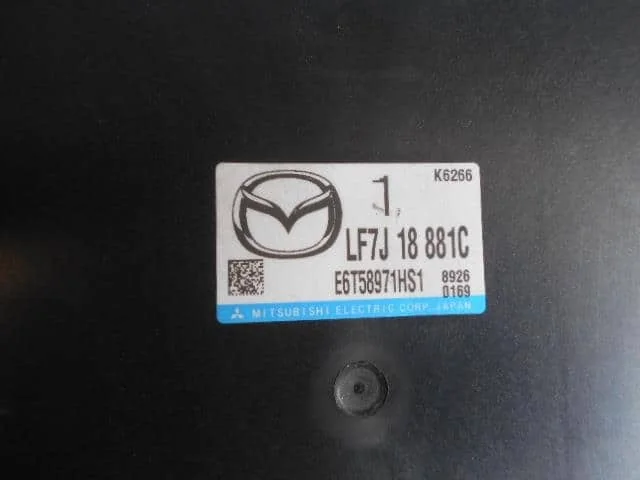 K6266
1
LF7J 18 881C
E6T58971HS1
8926
0169
MITSUBISHI ELECTRIC CORP. JAPAN